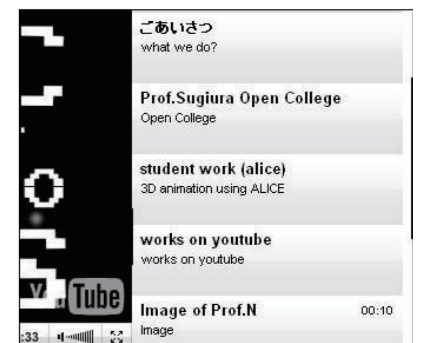 ごあいさつ
what we do?
Prof.Sugiura Open College
Open College
student work (alice)
3D animation using ALICE
works on youtube
works on youtube
Image of Prof.N 00:10
Image
You Tube
:33